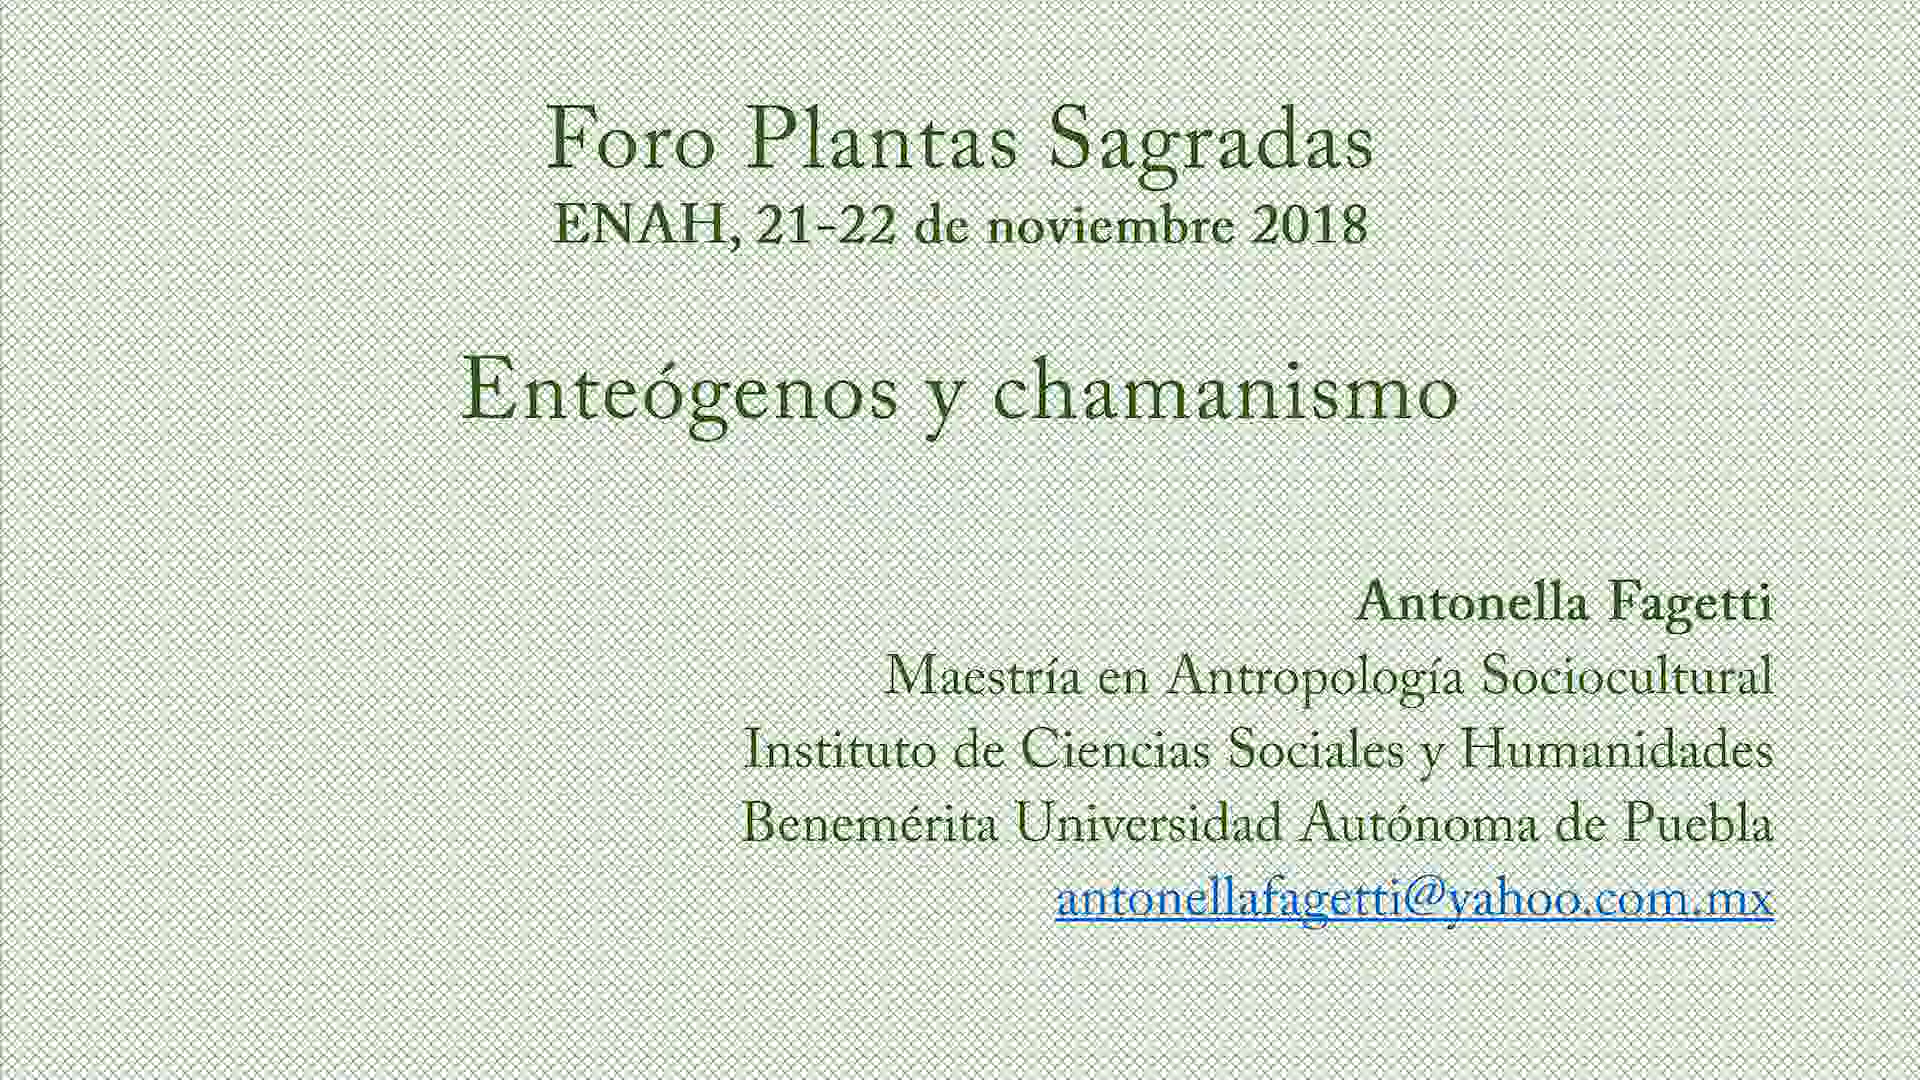 Foro Plantas Sagradas
ENAH, 21-22 de noviembre 2018
Enteógenos y chamanismo
Antonella Fagetti
Maestría en Antropología Sociocultural
Instituto de Ciencias Sociales y Humanidades
Benemérita Universidad Autónoma de Puebla
antonellafagetti@yahoo.com.mx